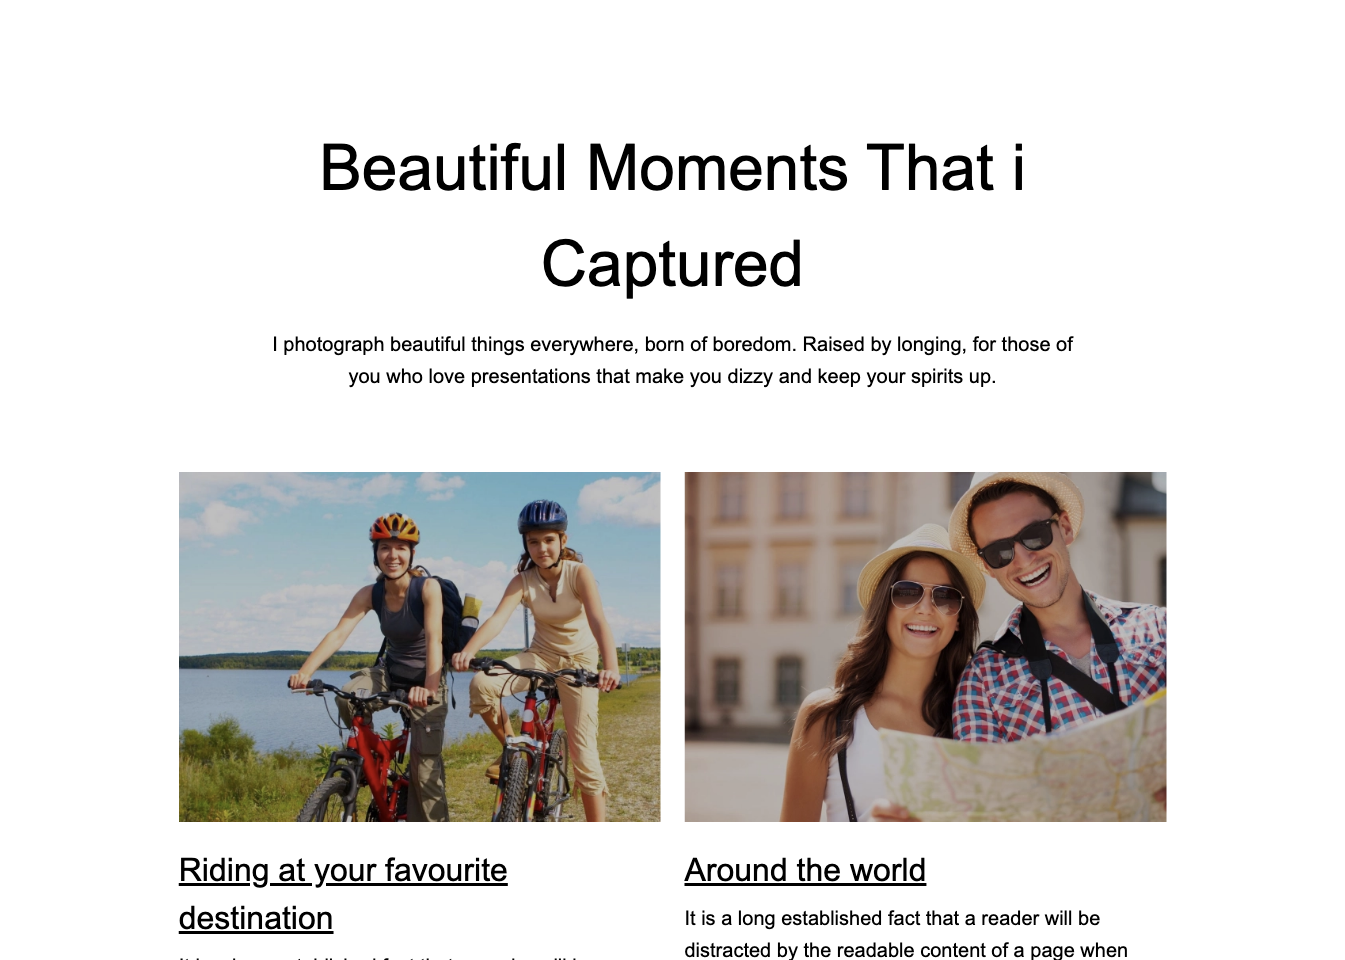 Beautiful Moments That i
Captured
I photograph beautiful things everywhere, born of boredom. Raised by longing, for those of
you who love presentations that make you dizzy and keep your spirits up.
Riding at your favourite
destination
Around the world
It is a long established fact that a reader will be
distracted by the readable content of a page when